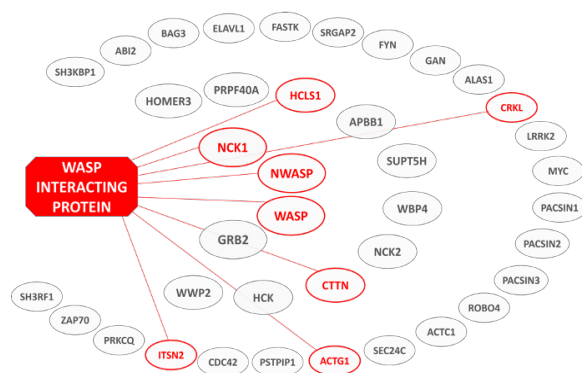 FASTK
ELAVL1
SRGAP2
BAG3
FYN
ABI2
GAN
SH3KBP1
ALAS1
PRPF40A
HCLS1
HOMER3
CRKL
APBB1
LRRK2
NCK1
SUPT5H
MYC
WASP
INTERACTING
PROTEIN
NWASP
PACSIN1
WBP4
WASP
GRB2
PACSIN2
NCK2
PACSIN3
CTTN
WWP2
HCK
SH3RF1
ROBO4
ZAP70
ACTC1
PRKCQ
SEC24C
ITSN2
CDC42
PSTPIP1
ACTG1